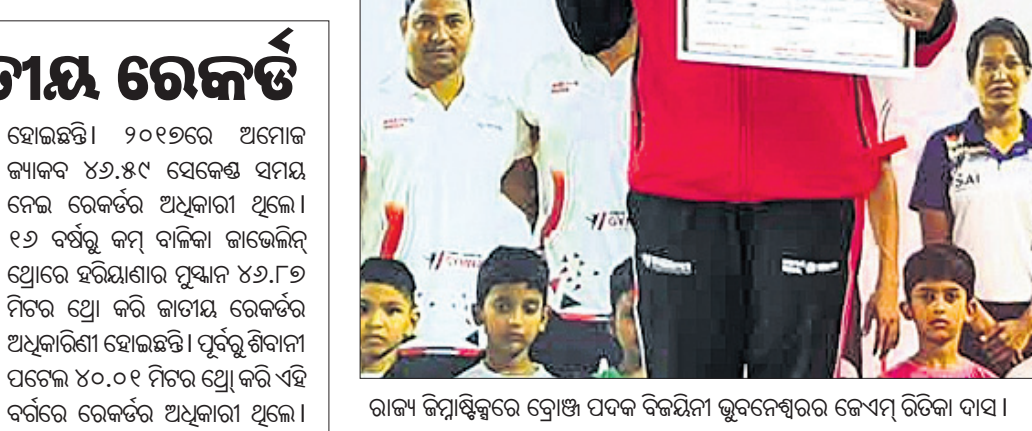 ରେକର୍ଡ
ହୋଇଛନ୍ତି। ୨୦୧୭ରେ ଅମୋଜ
ଜ୍ୟାକବ ୪୬.୫୯ ସେକେଣ୍ଡ ସମୟ
ନେଇ ରେକର୍ଡର ଅଧିକାରୀ ଥିଲେ।
୧୬ ବର୍ଷରୁ କମ୍ ବାଳିକା ଜାଭେଲିନ୍
ଥ୍ରୋରେ ହରିୟାଣାର ମୁସ୍କାନ ୪୬.୮୭
ମିଟର ଥ୍ରୋ କରି ଜାତୀୟ ରେକର୍ଡର
ଅଧିକାରିଣୀ ହୋଇଛନ୍ତି। ପୂର୍ବରୁ ଶିବାନୀ
ପଟେଲ ୪୦.୦୧ ମିଟର ଥ୍ରୋ କରି ଏହି
ବର୍ଗରେ ରେକର୍ଡର ଅଧିକାରୀ ଥିଲେ।
SAI
ରାଜ୍ୟ ଜିମ୍ନାଷ୍ଟିକ୍ସରେ ବ୍ରୋଞ୍ଜ ପଦକ ବିଜୟିନୀ ଭୁବନେଶ୍ୱରର ଜେଏମ୍ ରିତିକା ଦାସ।